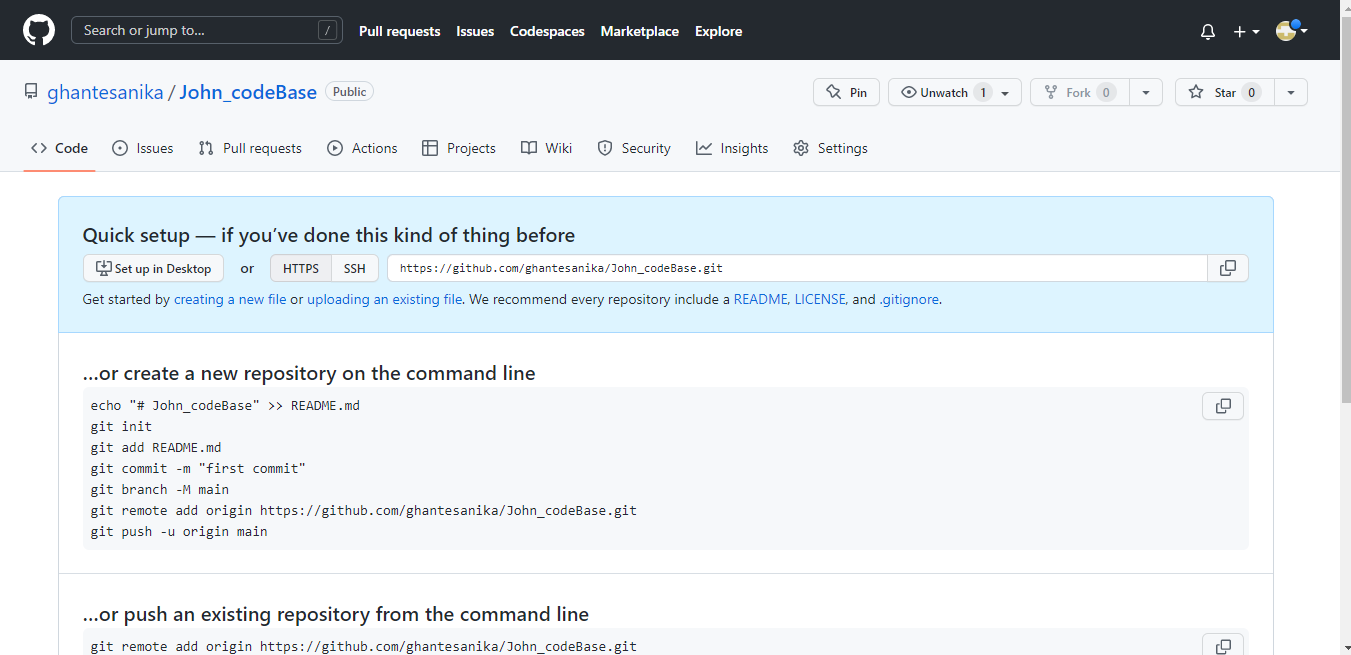 Search or jump to... / Pull requests Issues Codespaces Marketplace Explore
ghantesanika / John_codeBase Public Pin Unwatch 1 Fork 0 Star 0
Code Issues Pull requests Actions Projects Wiki Security Insights Settings
Quick setup — if you’ve done this kind of thing before
Set up in Desktop or HTTPS SSH https://github.com/ghantesanika/John_codeBase.git
Get started by creating a new file or uploading an existing file. We recommend every repository include a README, LICENSE, and .gitignore.
…or create a new repository on the command line
echo "# John_codeBase" >> README.md
git init
git add README.md
git commit -m "first commit"
git branch -M main
git remote add origin https://github.com/ghantesanika/John_codeBase.git
git push -u origin main
…or push an existing repository from the command line
git remote add origin https://github.com/ghantesanika/John_codeBase.git